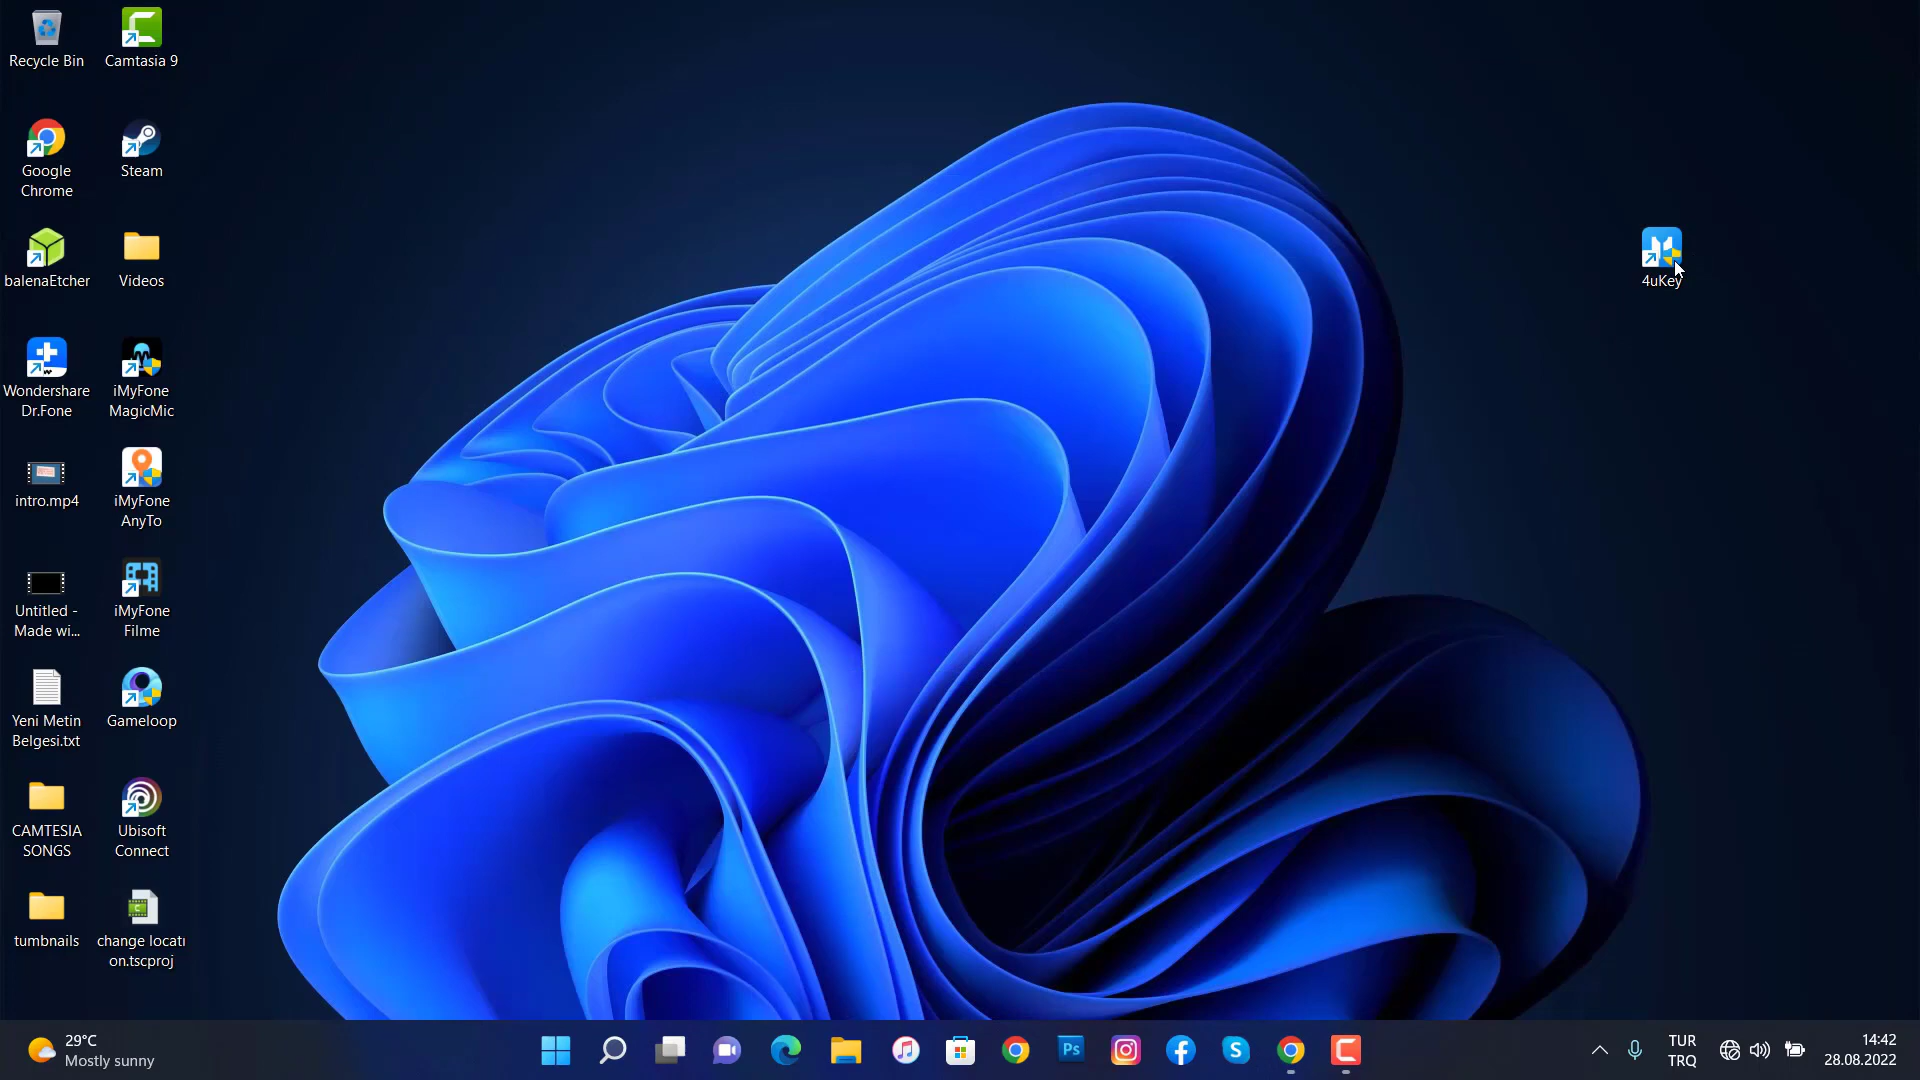 Recycle Bin
Camtasia 9
Google
Chrome
Steam
balenaEtcher
Videos
Wondershare
Dr.Fone
iMyFone
MagicMic
intro.mp4
iMyFone
AnyTo
Untitled -
Made wi...
iMyFone
Filme
Yeni Metin
Belgesi.txt
Gameloop
CAMTESIA
SONGS
Ubisoft
Connect
tumbnails
change locatı
on.tscproj
4uKey
29°C
Mostly sunny
Ps
TUR
TRQ
14:42
28.08.2022